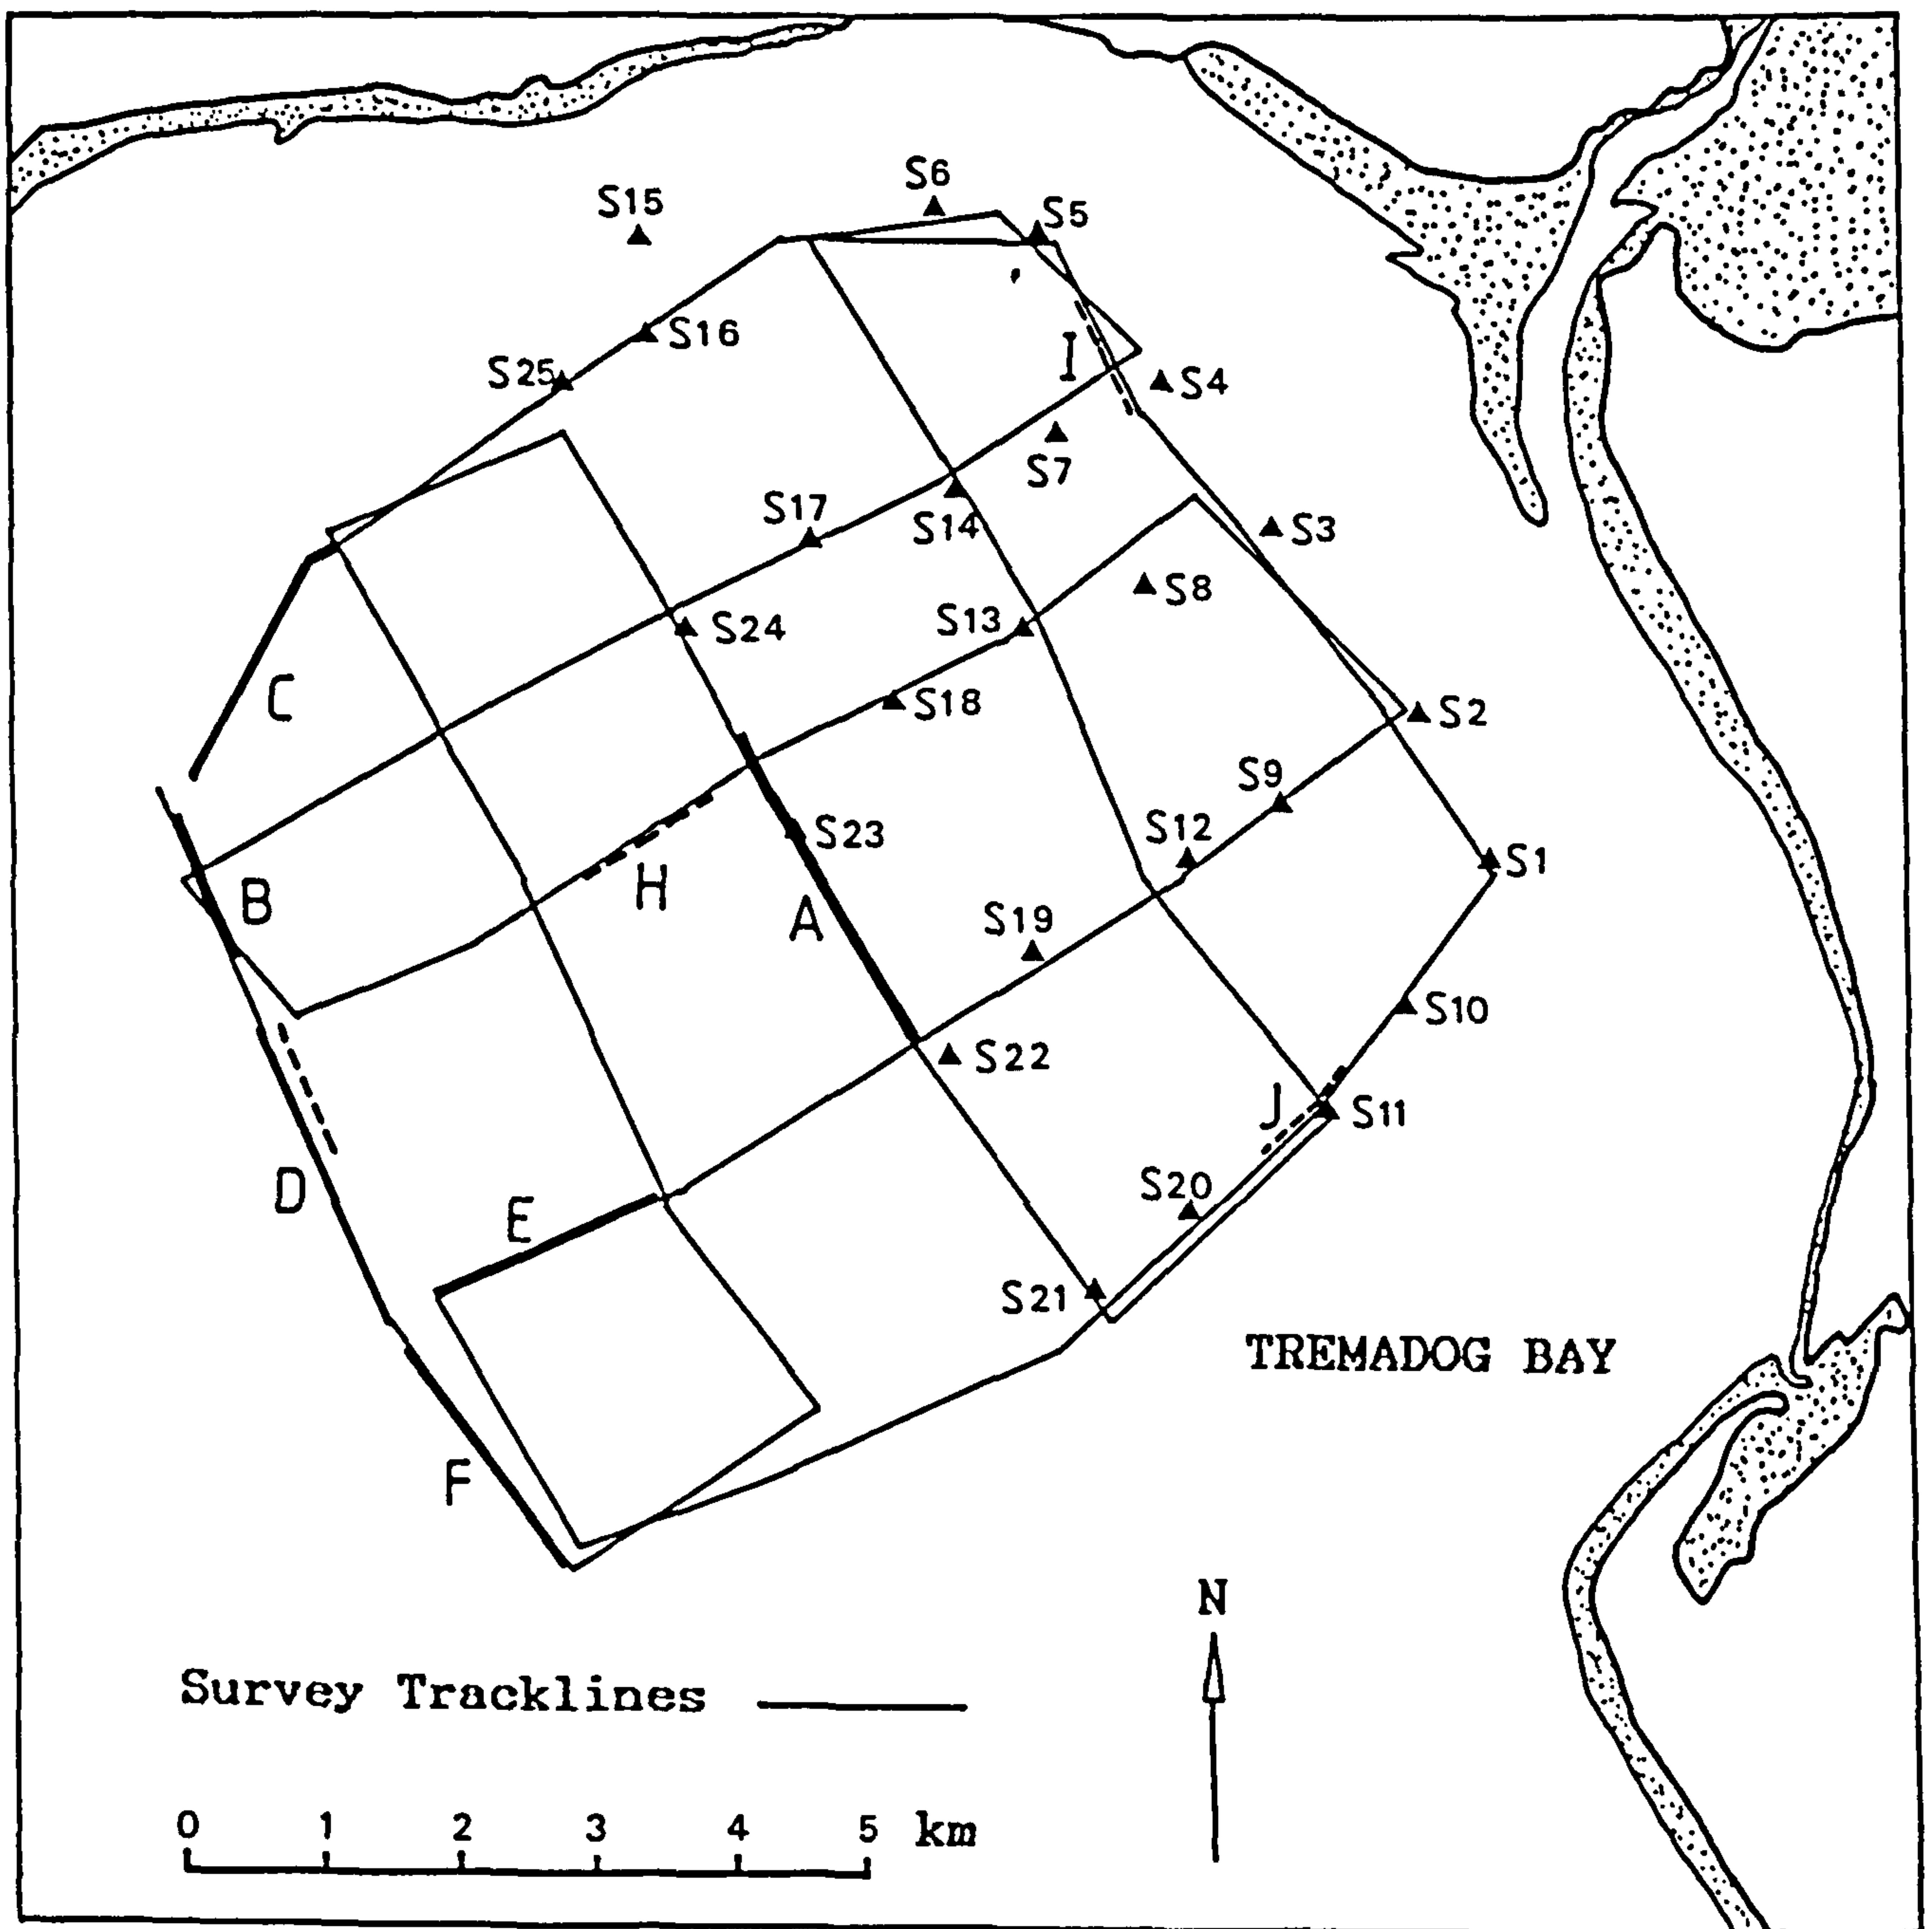 S6
S15
S5
S16
I
S25
S4
S7
S17
S14
S3
S8
S13
S24
C
S18
S2
S9
S23
S12
S1
H
B
A
S19
S10
S22
J
S11
D
S20
E
S21
TREMADOG BAY
F
N
Survey Tracklines
0 1 2 3 4 5 km